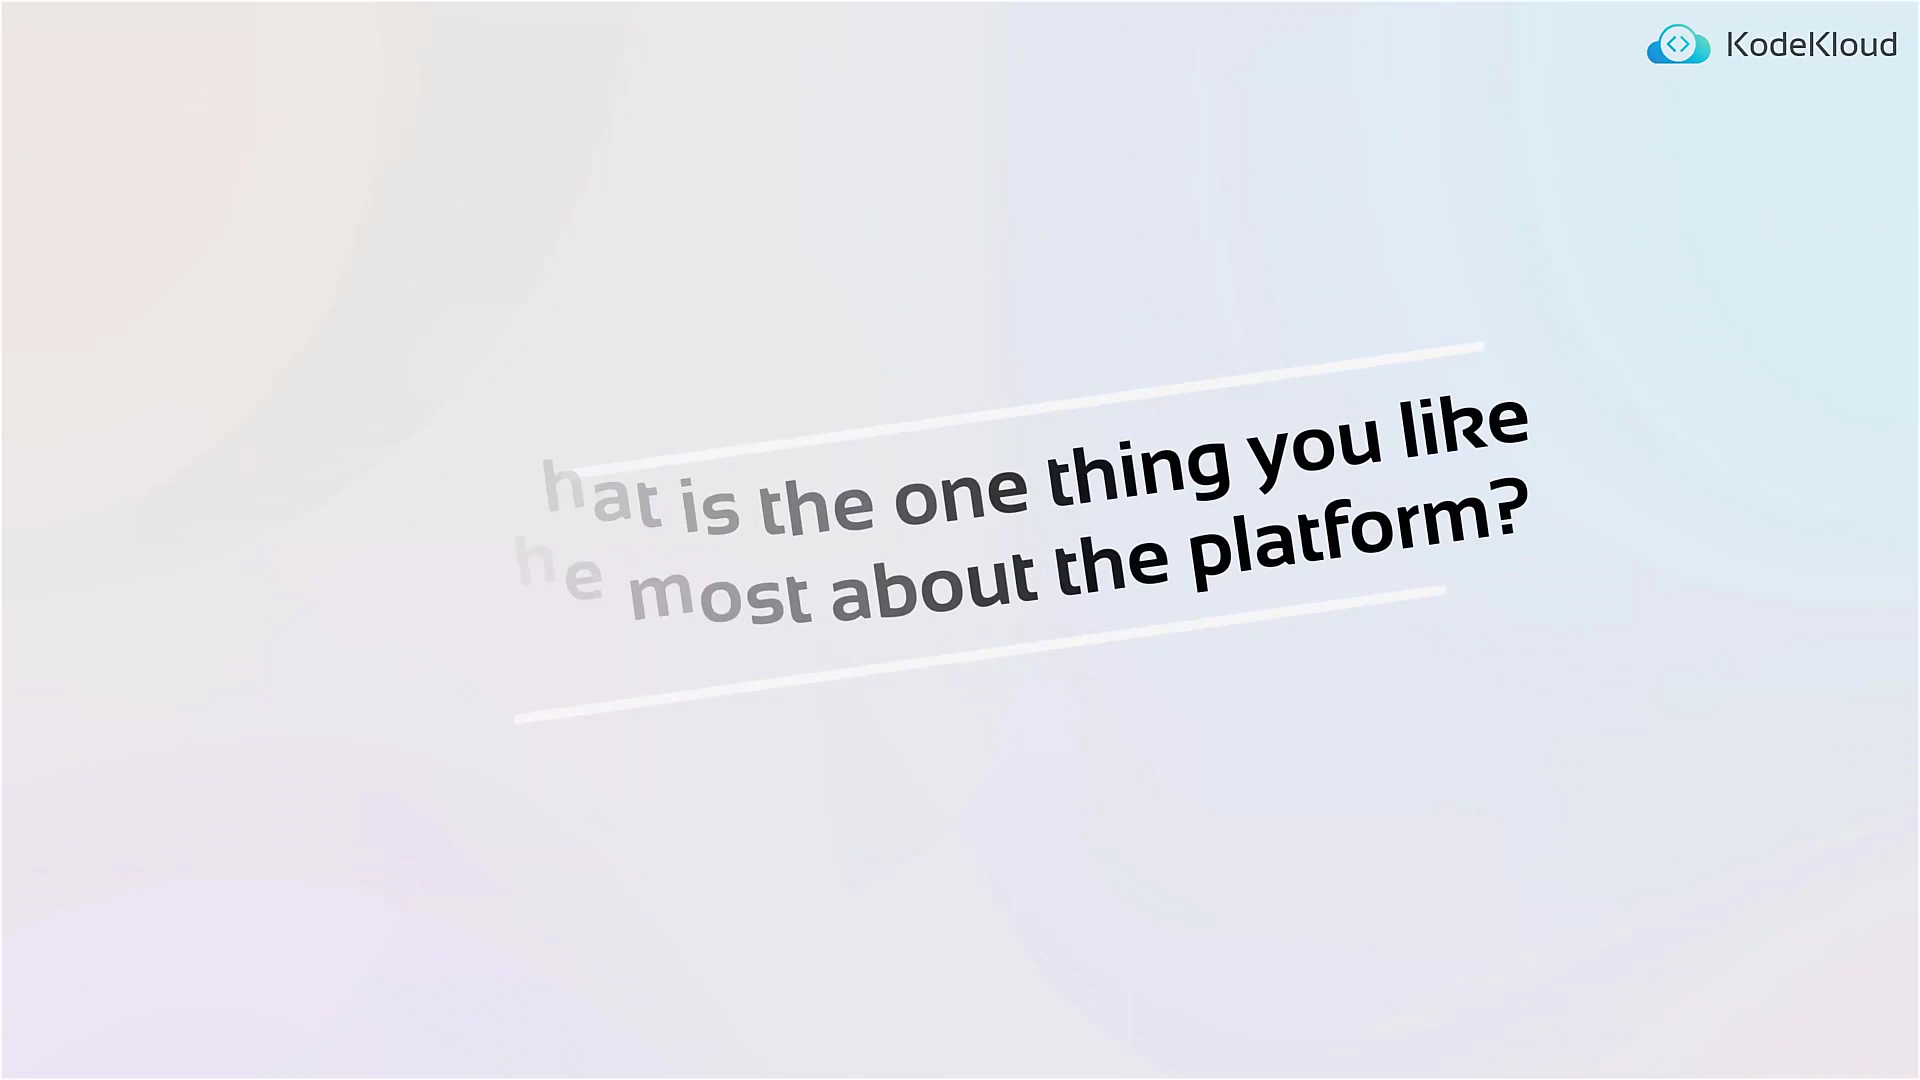 KodeKloud
hat is the one thing you like
he most about the platform?